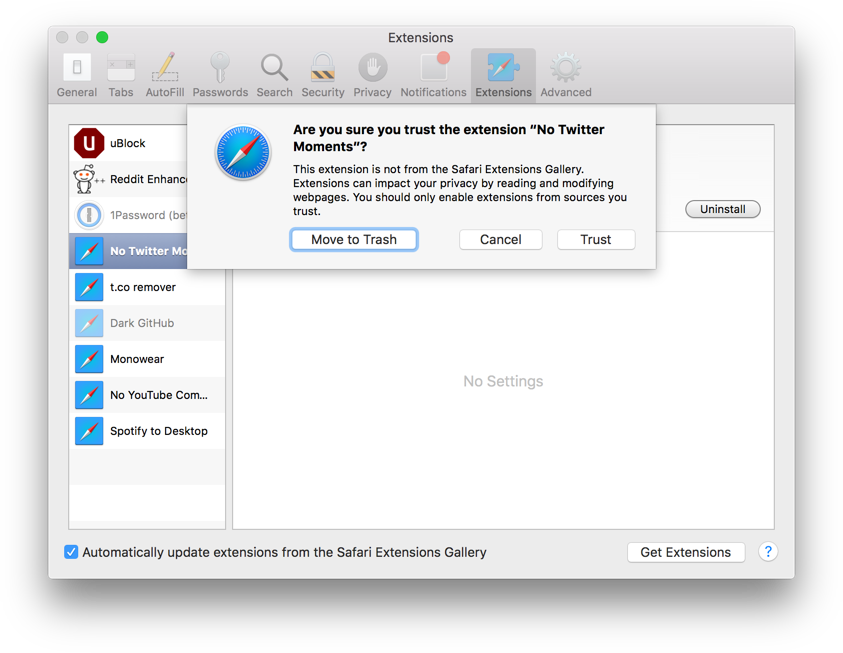 Extensions
General Tabs AutoFill Passwords Search Security Privacy Notifications Extensions Advanced
Are you sure you trust the extension “No Twitter
Moments”?
This extension is not from the Safari Extensions Gallery.
Extensions can impact your privacy by reading and modifying
webpages. You should only enable extensions from sources you
trust.
Move to Trash Cancel Trust
U uBlock
++ Reddit Enhanc
1Password (be
No Twitter Mo
t.co remover
Dark GitHub
Monowear
No YouTube Com...
Spotify to Desktop
Uninstall
No Settings
Automatically update extensions from the Safari Extensions Gallery
Get Extensions ?